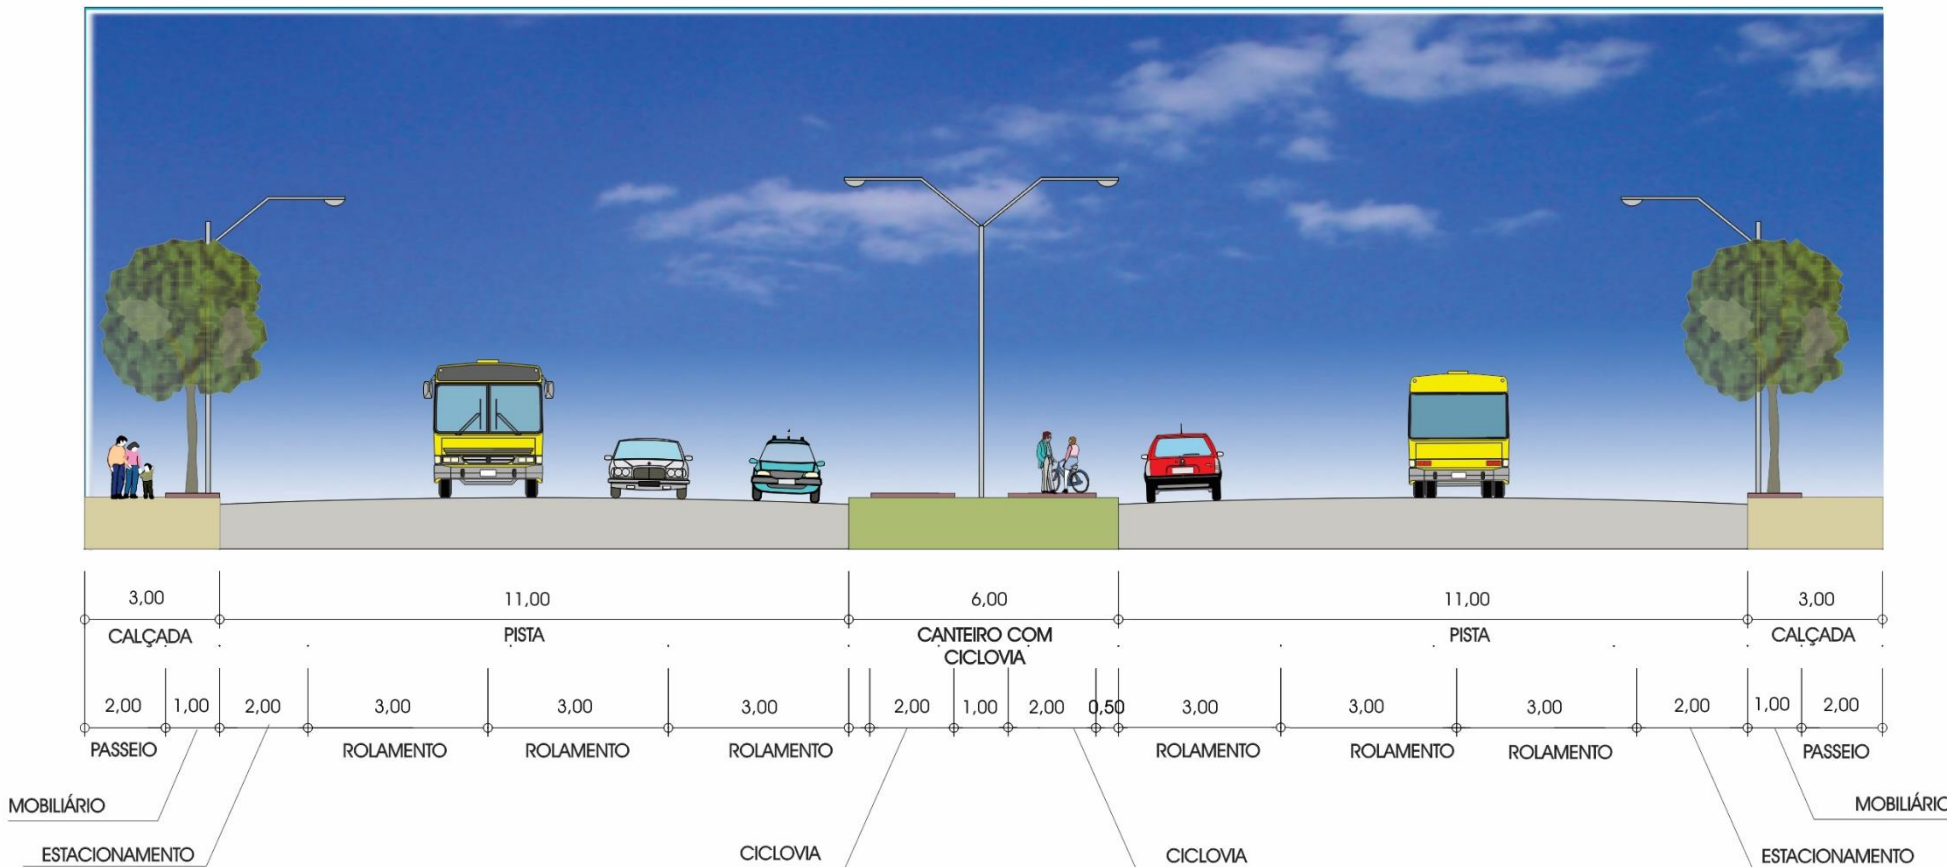 3,00
11,00
6,00
11,00
3,00
CALÇADA
PISTA
CANTEIRO COM
CICLOVIA
PISTA
CALÇADA
2,00
1,00
2,00
3,00
3,00
3,00
2,00
1,00
2,00
0,50
3,00
3,00
3,00
2,00
1,00
2,00
PASSEIO
ROLAMENTO
ROLAMENTO
ROLAMENTO
ROLAMENTO
ROLAMENTO
ROLAMENTO
PASSEIO
MOBILIÁRIO
MOBILIÁRIO
ESTACIONAMENTO
CICLOVIA
CICLOVIA
ESTACIONAMENTO